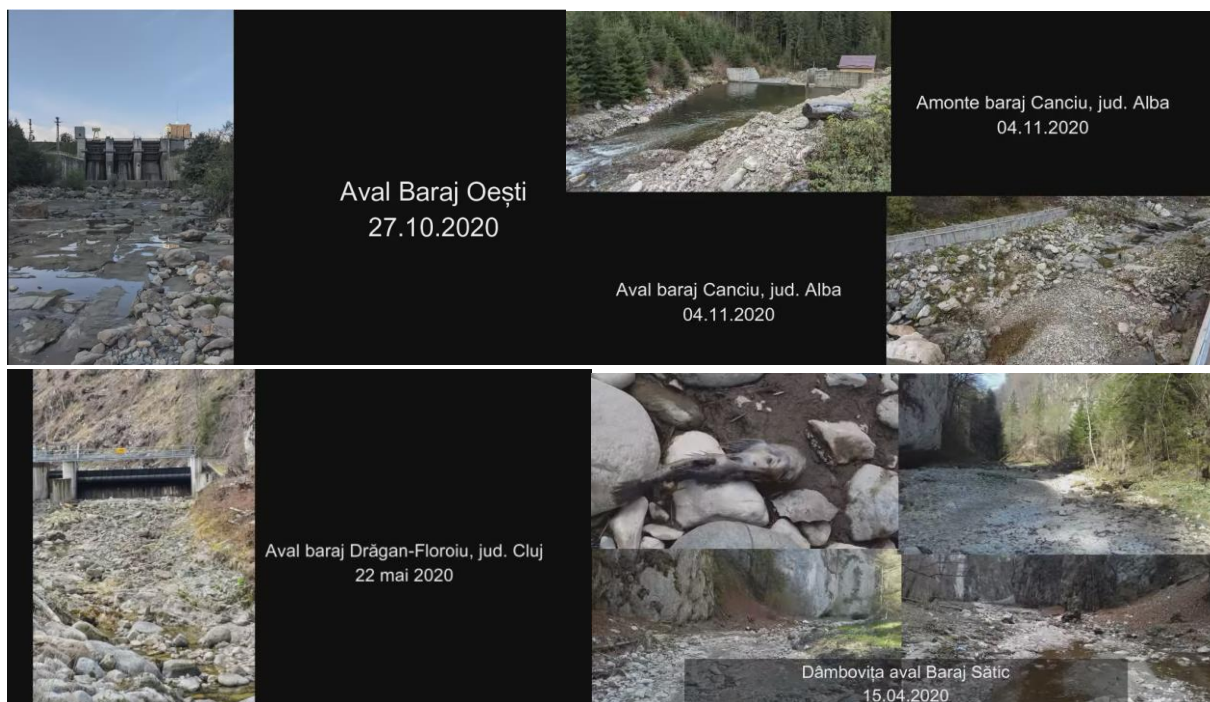 Aval Baraj Oești
27.10.2020
Amonte baraj Canciu, jud. Alba
04.11.2020
Aval baraj Canciu, jud. Alba
04.11.2020
Aval baraj Drăgan-Floroiu, jud. Cluj
22 mai 2020
Dâmbovița aval Baraj Sătic
15.04.2020